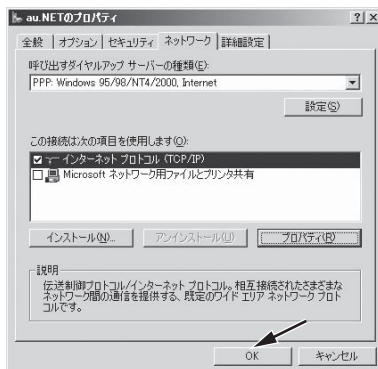 au.NETのプロパティ
全般 オプション セキュリティ ネットワーク 詳細設定
呼び出すダイヤルアップ サーバーの種類(E):
PPP: Windows 95/98/NT4/2000, Internet
設定(S)
この接続は次の項目を使用します(O):
インターネット プロトコル (TCP/IP)
Microsoft ネットワーク用ファイルとプリンタ共有
インストール(N)... アンインストール(U) プロパティ(R)
説明
伝送制御プロトコル/インターネット プロトコル。相互接続されたさまざまな
ネットワーク間の通信を提供する、既定のワイド エリア ネットワーク プロト
コルです。
OK キャンセル